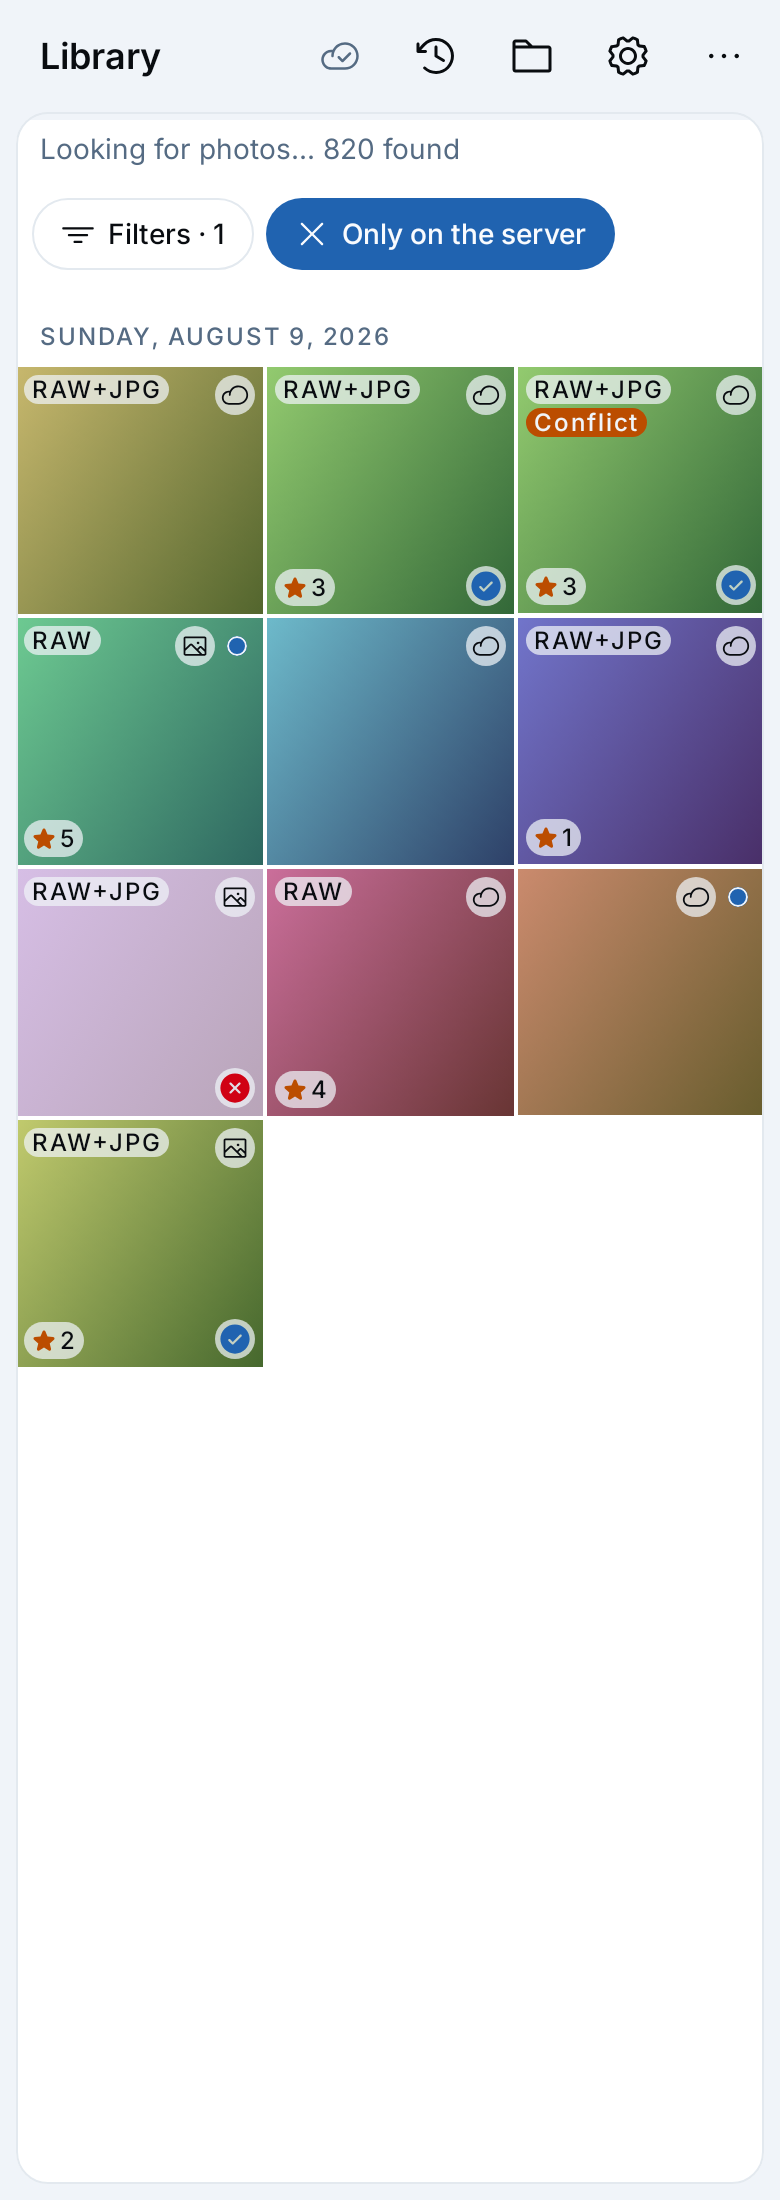 Library
Looking for photos... 820 found
Filters · 1
Only on the server
SUNDAY, AUGUST 9, 2026
RAW+JPG
RAW+JPG
3
RAW+JPG
Conflict
3
RAW
5
RAW+JPG
1
RAW+JPG
RAW
4
RAW+JPG
2